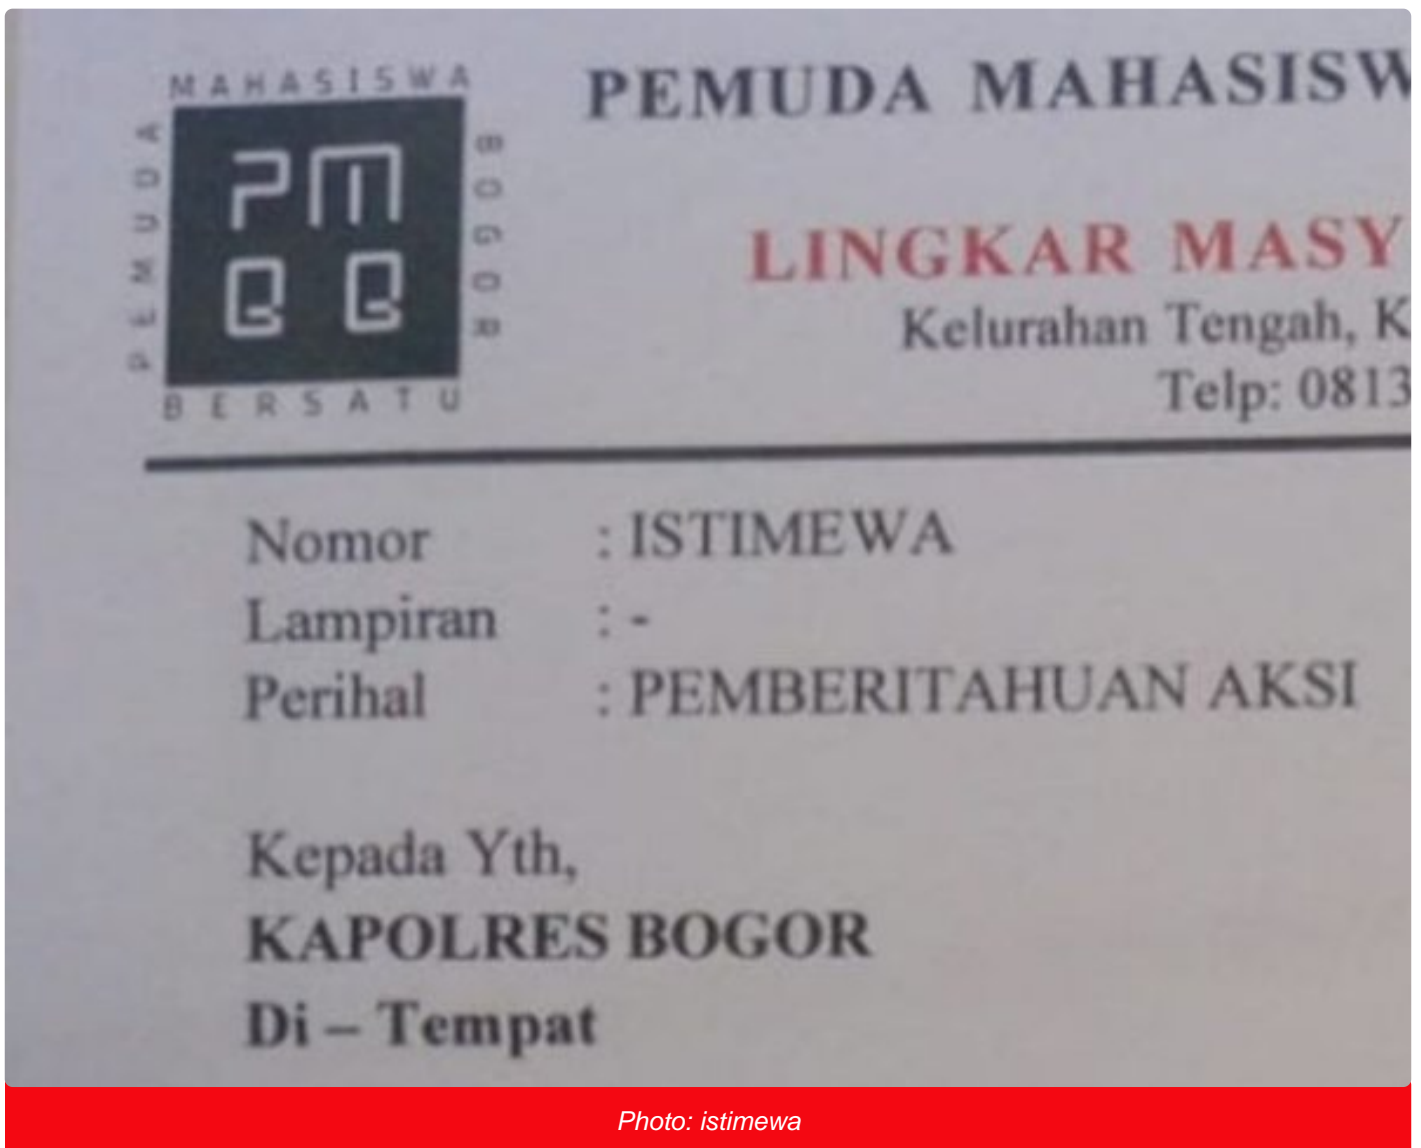 MAHASISWA
PEMUDA
PM
BB
BOGOR
BERSATU
PEMUDA MAHASISW
LINGKAR MASY
Kelurahan Tengah, K
Telp: 0813
Nomor : ISTIMEWA
Lampiran : -
Perihal : PEMBERITAHUAN AKSI
Kepada Yth,
KAPOLRES BOGOR
Di – Tempat
Photo: istimewa